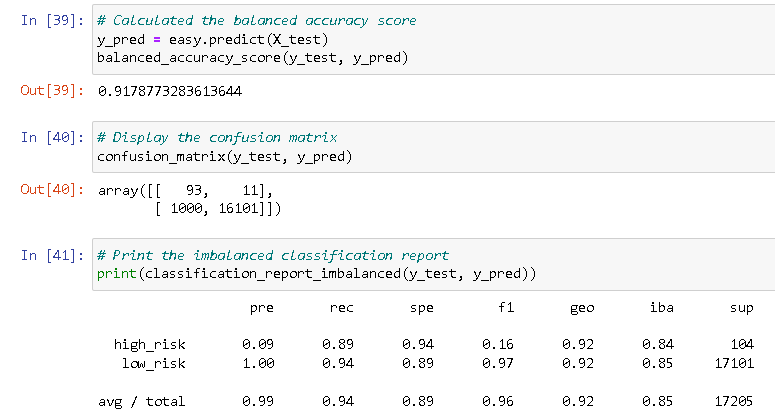 In [39]: # Calculated the balanced accuracy score
y_pred = easy.predict(X_test)
balanced_accuracy_score(y_test, y_pred)
Out[39]: 0.9178773283613644
In [40]: # Display the confusion matrix
confusion_matrix(y_test, y_pred)
Out[40]: array([[   93,    11],
       [ 1000, 16101]])
In [41]: # Print the imbalanced classification report
print(classification_report_imbalanced(y_test, y_pred))
pre rec spe f1 geo iba sup
high_risk 0.09 0.89 0.94 0.16 0.92 0.84 104
low_risk 1.00 0.94 0.89 0.97 0.92 0.85 17101
avg / total 0.99 0.94 0.89 0.96 0.92 0.85 17205